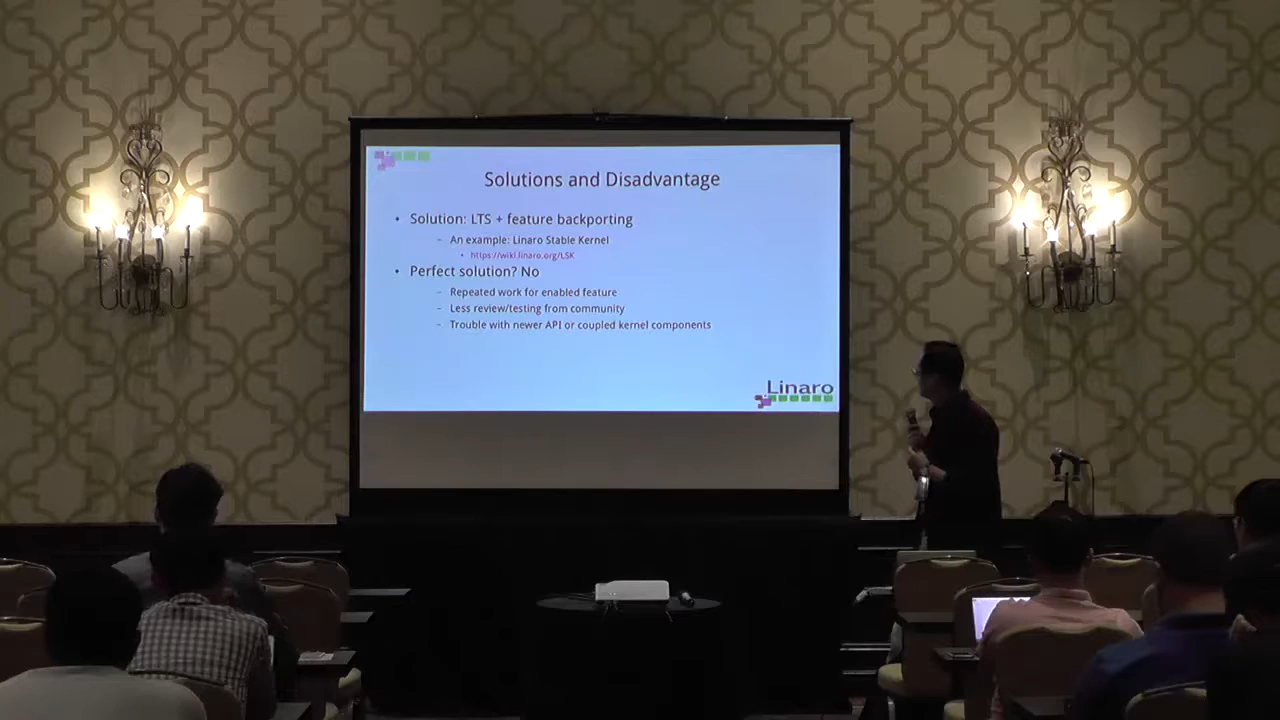 Solutions and Disadvantage
• Solution: LTS + feature backporting
– An example: Linaro Stable Kernel
• https://wiki.linaro.org/LSK
• Perfect solution? No
– Repeated work for enabled feature
– Less review/testing from community
– Trouble with newer API or coupled kernel components
Linaro